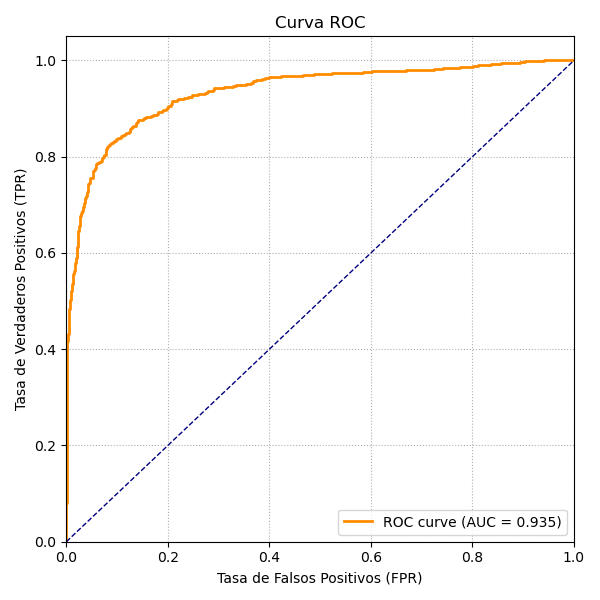 Curva ROC
Tasa de Verdaderos Positivos (TPR)
1.0
0.8
0.6
0.4
0.2
0.0
ROC curve (AUC = 0.935)
0.0 0.2 0.4 0.6 0.8 1.0
Tasa de Falsos Positivos (FPR)